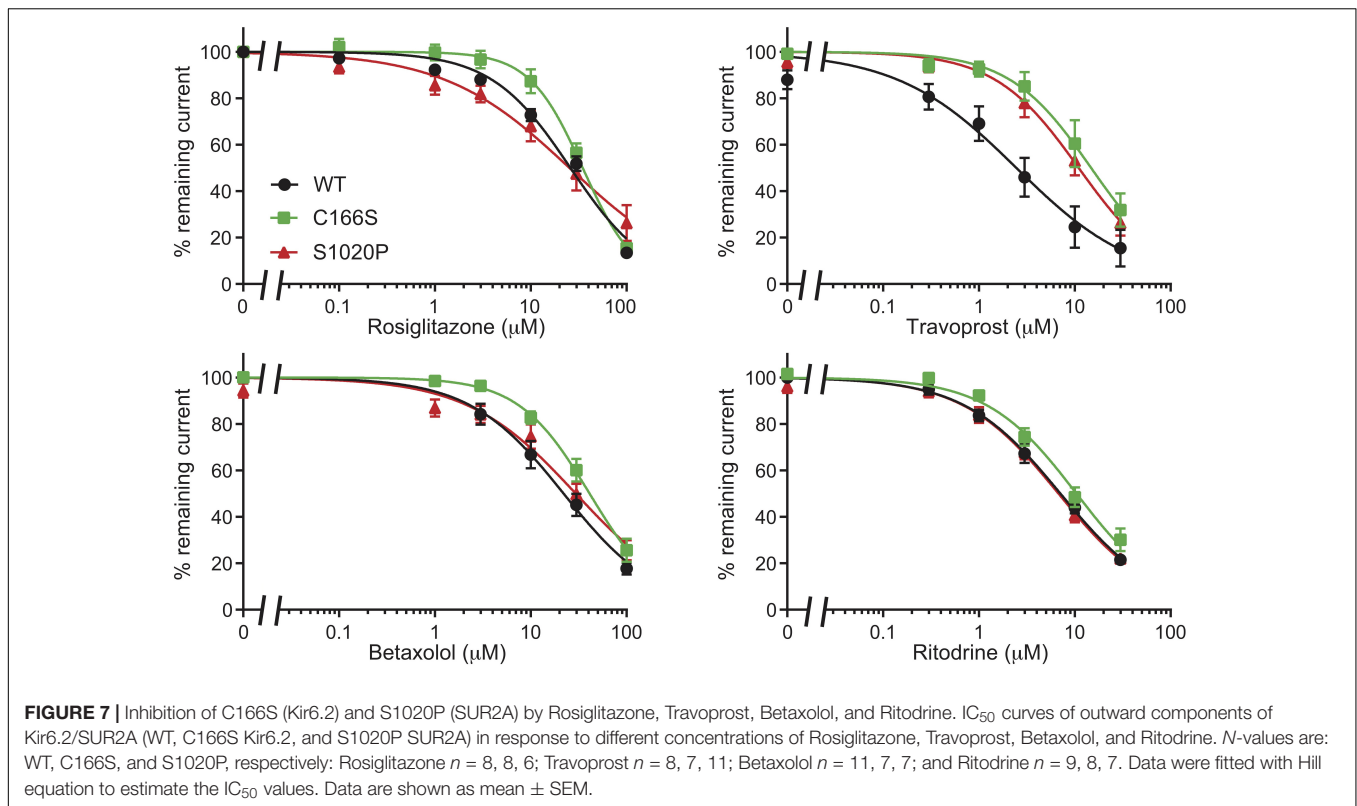 100
80
60
40
20
0
% remaining current
WT
C166S
S1020P
0
0.1
1
10
100
Rosiglitazone (μM)
100
80
60
40
20
0
% remaining current
0
0.1
1
10
100
Travoprost (μM)
100
80
60
40
20
0
% remaining current
0
0.1
1
10
100
Betaxolol (μM)
100
80
60
40
20
0
% remaining current
0
0.1
1
10
100
Ritodrine (μM)
FIGURE 7 | Inhibition of C166S (Kir6.2) and S1020P (SUR2A) by Rosiglitazone, Travoprost, Betaxolol, and Ritodrine. IC50 curves of outward components of
Kir6.2/SUR2A (WT, C166S Kir6.2, and S1020P SUR2A) in response to different concentrations of Rosiglitazone, Travoprost, Betaxolol, and Ritodrine. N-values are:
WT, C166S, and S1020P, respectively: Rosiglitazone n = 8, 8, 6; Travoprost n = 8, 7, 11; Betaxolol n = 11, 7, 7; and Ritodrine n = 9, 8, 7. Data were fitted with Hill
equation to estimate the IC50 values. Data are shown as mean ± SEM.